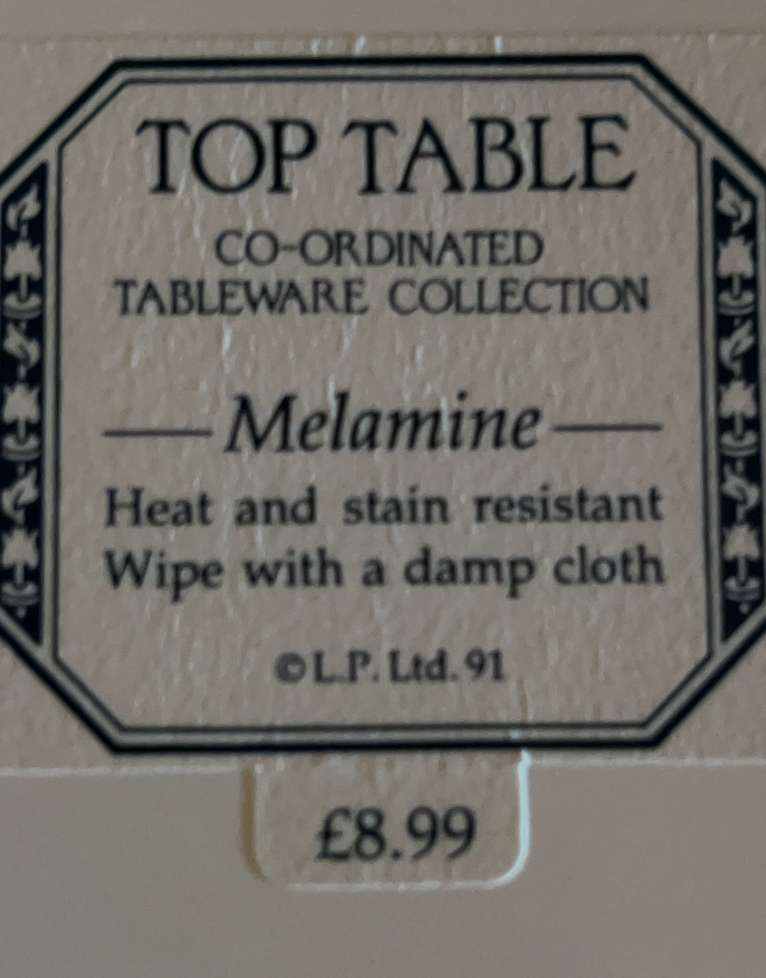 TOP TABLE
CO-ORDINATED
TABLEWARE COLLECTION
Melamine
Heat and stain resistant
Wipe with a damp cloth
© L.P. Ltd. 91
£8.99